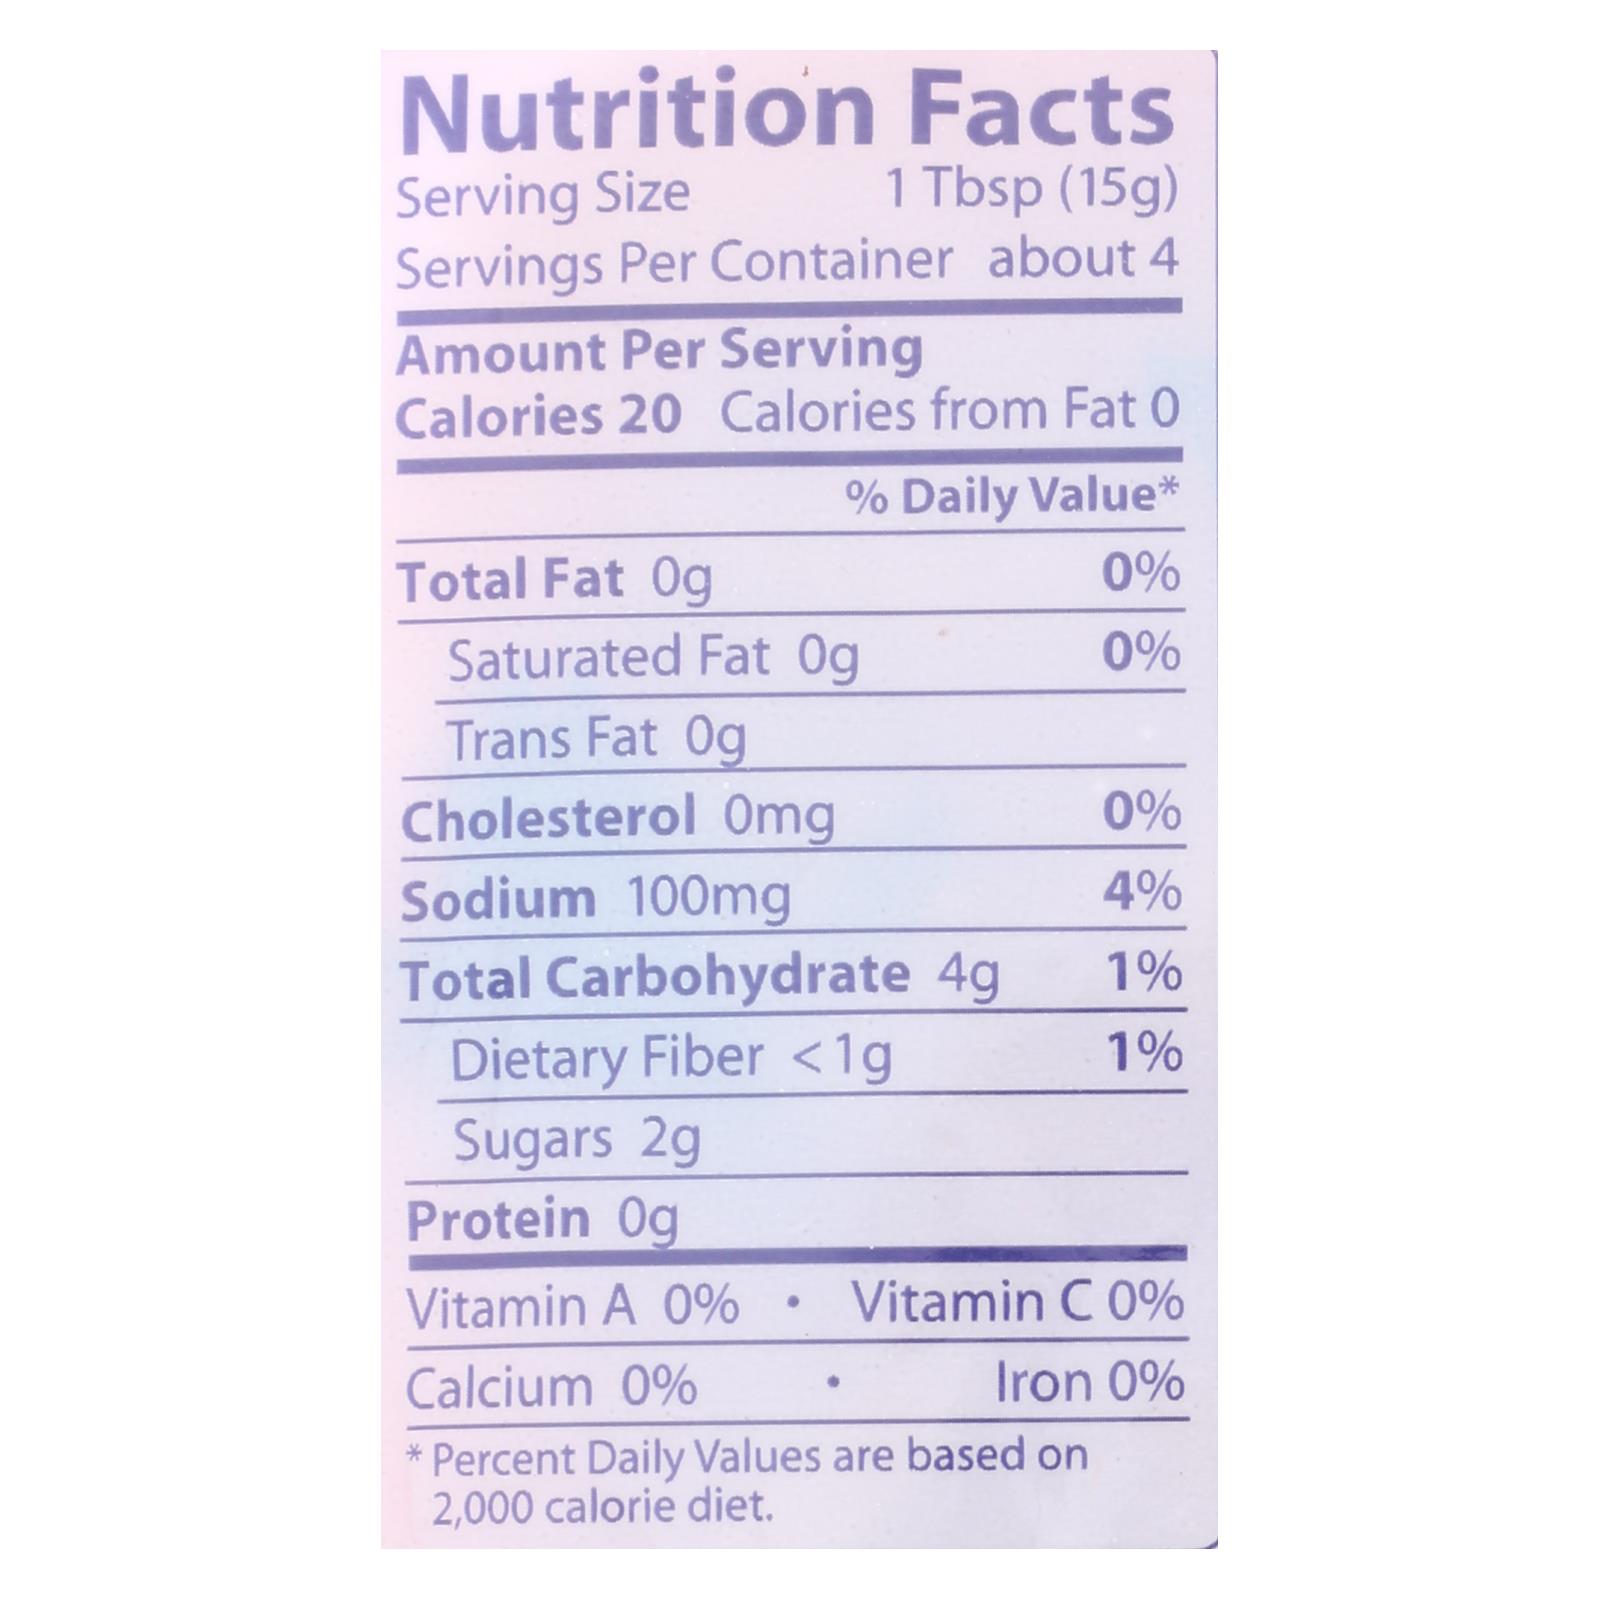 Nutrition Facts
Serving Size 1 Tbsp (15g)
Servings Per Container about 4
Amount Per Serving
Calories 20 Calories from Fat 0
% Daily Value*
Total Fat 0g 0%
Saturated Fat 0g 0%
Trans Fat 0g
Cholesterol 0mg 0%
Sodium 100mg 4%
Total Carbohydrate 4g 1%
Dietary Fiber <1g 1%
Sugars 2g
Protein 0g
Vitamin A 0% • Vitamin C 0%
Calcium 0% • Iron 0%
* Percent Daily Values are based on
2,000 calorie diet.